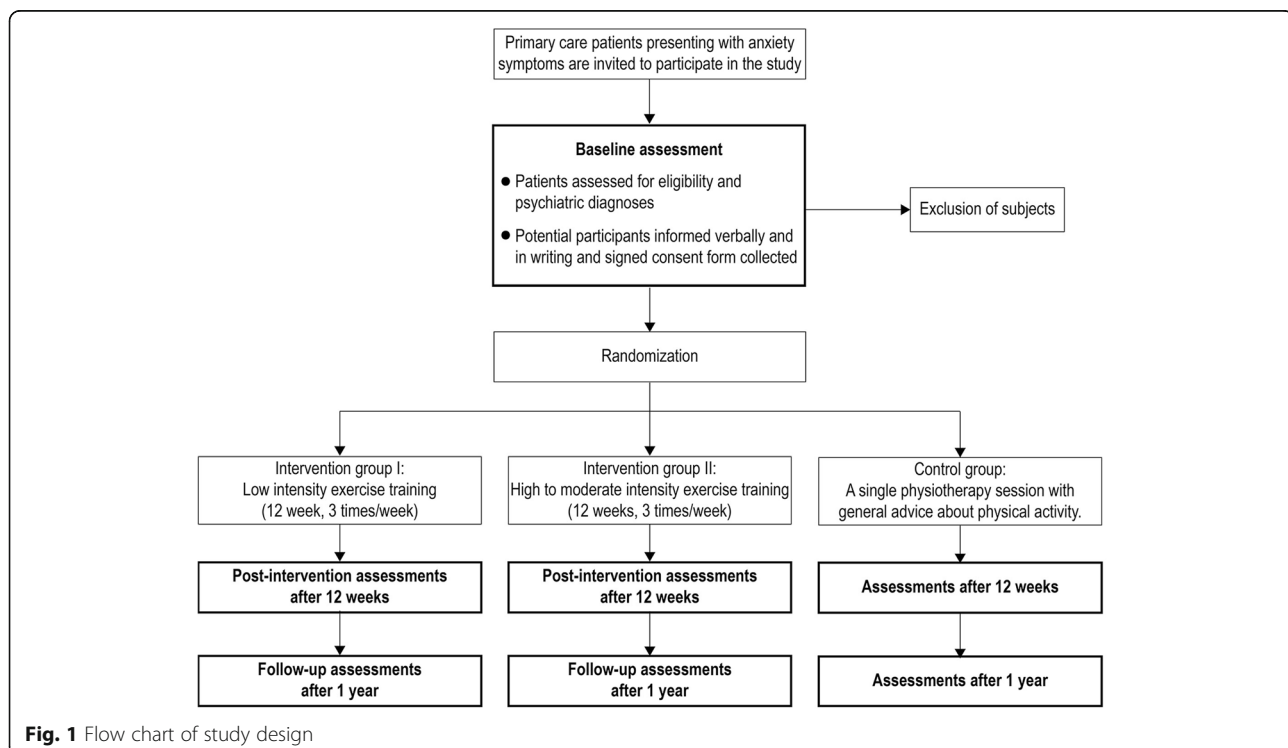 Primary care patients presenting with anxiety
symptoms are invited to participate in the study
Baseline assessment
● Patients assessed for eligibility and
psychiatric diagnoses
● Potential participants informed verbally and
in writing and signed consent form collected
Exclusion of subjects
Randomization
Intervention group I:
Low intensity exercise training
(12 week, 3 times/week)
Intervention group II:
High to moderate intensity exercise training
(12 weeks, 3 times/week)
Control group:
A single physiotherapy session with
general advice about physical activity.
Post-intervention assessments
after 12 weeks
Post-intervention assessments
after 12 weeks
Assessments after 12 weeks
Follow-up assessments
after 1 year
Follow-up assessments
after 1 year
Assessments after 1 year
Fig. 1 Flow chart of study design